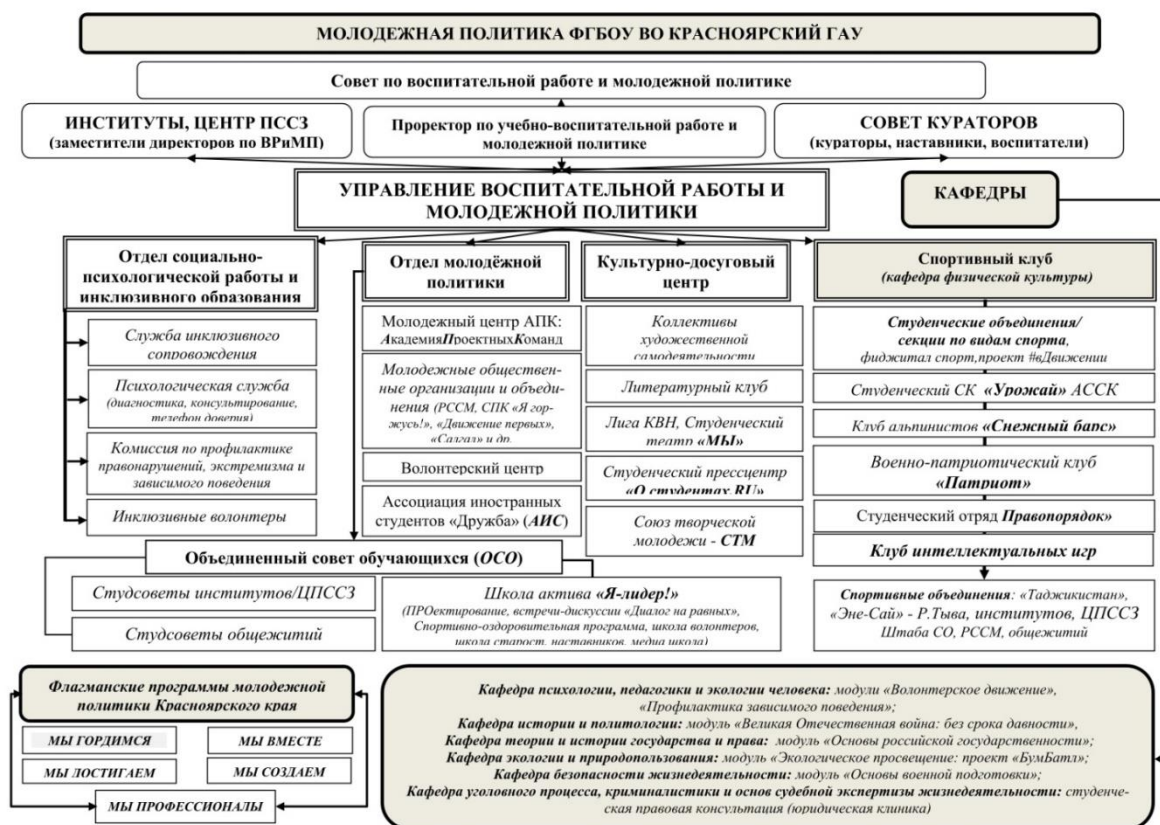 МОЛОДЕЖНАЯ ПОЛИТИКА ФГБОУ ВО КРАСНОЯРСКИЙ ГАУ
Совет по воспитательной работе и молодежной политике
ИНСТИТУТЫ, ЦЕНТР ПССЗ
(заместители директоров по ВРиМП)
Проректор по учебно-воспитательной работе и
молодежной политике
СОВЕТ КУРАТОРОВ
(кураторы, наставники, воспитатели)
УПРАВЛЕНИЕ ВОСПИТАТЕЛЬНОЙ РАБОТЫ И
МОЛОДЕЖНОЙ ПОЛИТИКИ
КАФЕДРЫ
Отдел социально-
психологической работы и
инклюзивного образования
Служба инклюзивного
сопровождения
Психологическая служба
(диагностика, консультирование,
телефон доверия)
Комиссия по профилактике
правонарушений, экстремизма и
зависимого поведения
Инклюзивные волонтеры
Отдел молодёжной
политики
Молодежный центр АПК:
АкадемияПроектныхКоманд
Молодежные обществен-
ные организации и объеди-
нения (РССМ, СПК «Я гор-
жусь!», «Движение первых»,
«Салгал» и др.
Волонтерский центр
Ассоциация иностранных
студентов «Дружба» (АИС)
Культурно-досуговый
центр
Коллективы
художественной
самодеятельности
Литературный клуб
Лига КВН, Студенческий
театр «МЫ»
Студенческий прессцентр
«О студентах.RU»
Союз творческой
молодежи - СТМ
Спортивный клуб
(кафедра физической культуры)
Студенческие объединения/
секции по видам спорта,
фиджитал спорт,проект #вДвижении
Студенческий СК «Урожай» АССК
Клуб альпинистов «Снежный барс»
Военно-патриотический клуб
«Патриот»
Студенческий отряд Правопорядок»
Клуб интеллектуальных игр
Спортивные объединения: «Таджикистан»,
«Эне-Сай» - Р.Тыва, институтов, ЦПССЗ
Штаба СО, РССМ, общежитий
Объединенный совет обучающихся (ОСО)
Студсоветы институтов/ЦПССЗ
Студсоветы общежитий
Школа актива «Я-лидер!»
(ПРОектирование, встречи-дискуссии «Диалог на равных»,
Спортивно-оздоровительная программа, школа волонтеров,
школа старост, наставников, медиа школа)
Флагманские программы молодежной
политики Красноярского края
МЫ ГОРДИМСЯ
МЫ ВМЕСТЕ
МЫ ДОСТИГАЕМ
МЫ СОЗДАЕМ
МЫ ПРОФЕССИОНАЛЫ
Кафедра психологии, педагогики и экологии человека: модули «Волонтерское движение»,
«Профилактика зависимого поведения»;
Кафедра истории и политологии: модуль «Великая Отечественная война: без срока давности»,
Кафедра теории и истории государства и права: модуль «Основы российской государственности»;
Кафедра экологии и природопользования: модуль «Экологическое просвещение: проект «БумБатл»;
Кафедра безопасности жизнедеятельности: модуль «Основы военной подготовки»;
Кафедра уголовного процесса, криминалистики и основ судебной экспертизы жизнедеятельности: студенче-
ская правовая консультация (юридическая клиника)